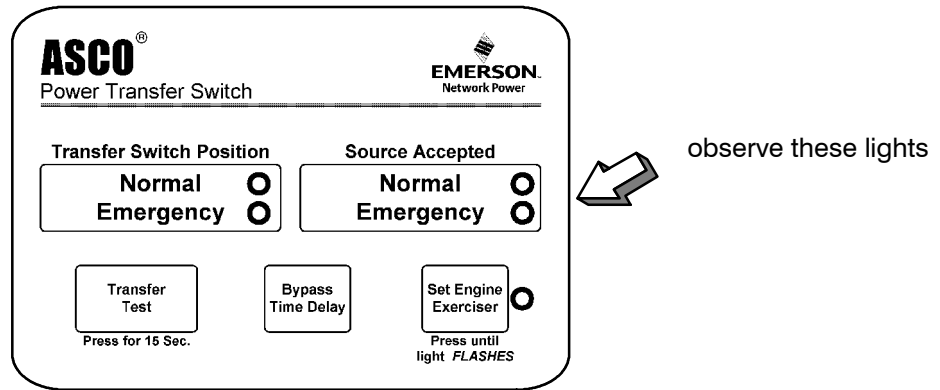 ASCO®
Power Transfer Switch
EMERSON.
Network Power
observe these lights
Transfer Switch Position
Normal
Emergency
Source Accepted
Normal
Emergency
Transfer
Test
Press for 15 Sec.
Bypass
Time Delay
Set Engine
Exerciser
Press until
light FLASHES